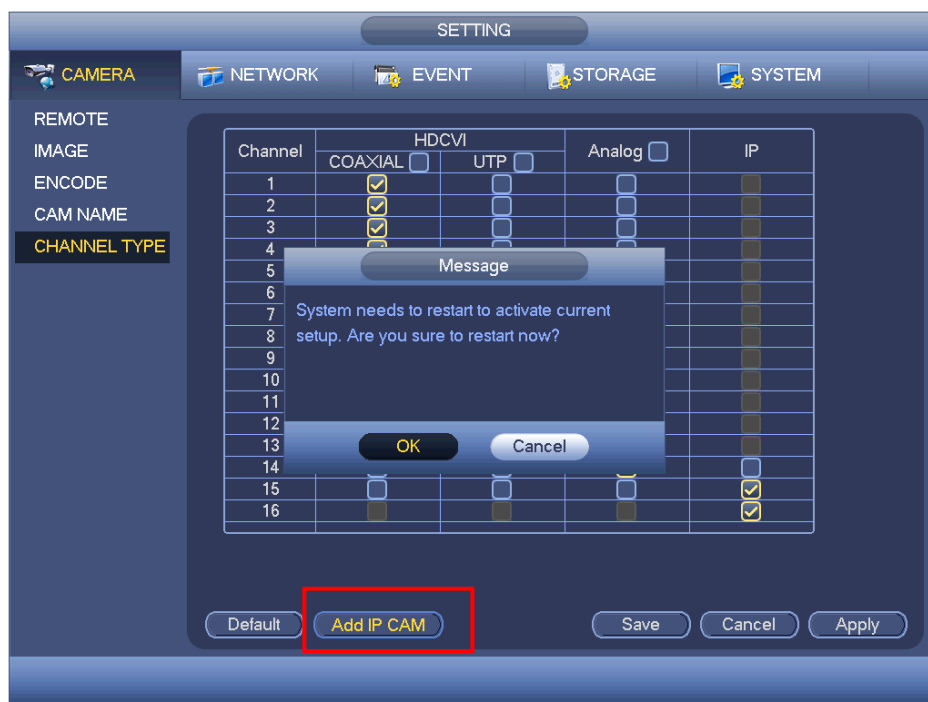 SETTING
CAMERA NETWORK EVENT STORAGE SYSTEM
REMOTE
IMAGE
ENCODE
CAM NAME
CHANNEL TYPE
Channel HDCVI Analog IP
COAXIAL UTP
1
2
3
4
5
6
7
8
9
10
11
12
13
14
15
16
Message
System needs to restart to activate current
setup. Are you sure to restart now?
OK Cancel
Default Add IP CAM Save Cancel Apply